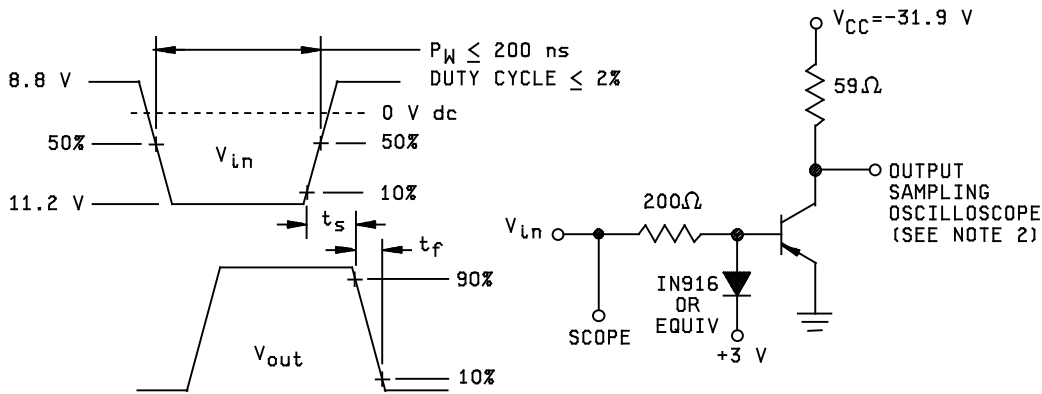 P_W ≤ 200 ns
DUTY CYCLE ≤ 2%
8.8 V
0 V dc
50%
50%
V_in
10%
11.2 V
t_s
t_f
90%
V_out
10%
V_CC=-31.9 V
59Ω
OUTPUT
SAMPLING
OSCILLOSCOPE
(SEE NOTE 2)
200Ω
V_in
IN916
OR
EQUIV
SCOPE
+3 V